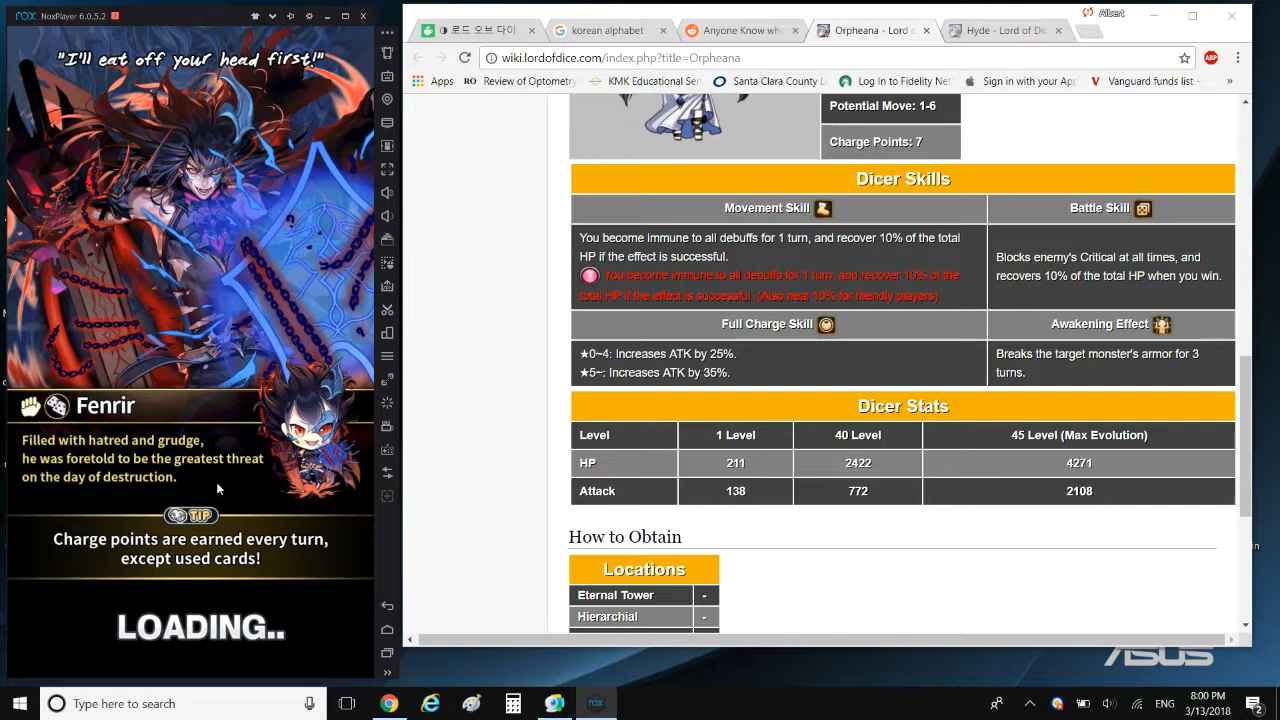 NoxPlayer 6.0.5.2
"I'll eat off your head first!"
Fenrir
Filled with hatred and grudge,
he was foretold to be the greatest threat
on the day of destruction.
TIP
Charge points are earned every turn,
except used cards!
LOADING..
로드 오브 다이
korean alphabet
Anyone Know wh
Orpheana - Lord
Hyde - Lord of Di
Albert
wiki.lordofdice.com/index.php?title=Orpheana
ABP
Apps
RO Review of Optometry
KMK Educational Ser
Santa Clara County
Log In to Fidelity Net
Sign in with your App
Vanguard funds list
Potential Move: 1-6
Charge Points: 7
Dicer Skills
Movement Skill
Battle Skill
You become immune to all debuffs for 1 turn, and recover 10% of the total
HP if the effect is successful.
You become immune to all debuffs for 1 turn, and recover 10% of the
total HP if the effect is successful. (Also heal 10% for friendly players)
Blocks enemy's Critical at all times, and
recovers 10% of the total HP when you win.
Full Charge Skill
Awakening Effect
★0~4: Increases ATK by 25%.
★5~: Increases ATK by 35%.
Breaks the target monster's armor for 3
turns.
Dicer Stats
Level 1 Level 40 Level 45 Level (Max Evolution)
HP 211 2422 4271
Attack 138 772 2108
How to Obtain
Locations
Eternal Tower -
Hierarchial -
ASUS
Type here to search
ENG
8:00 PM
3/13/2018
2